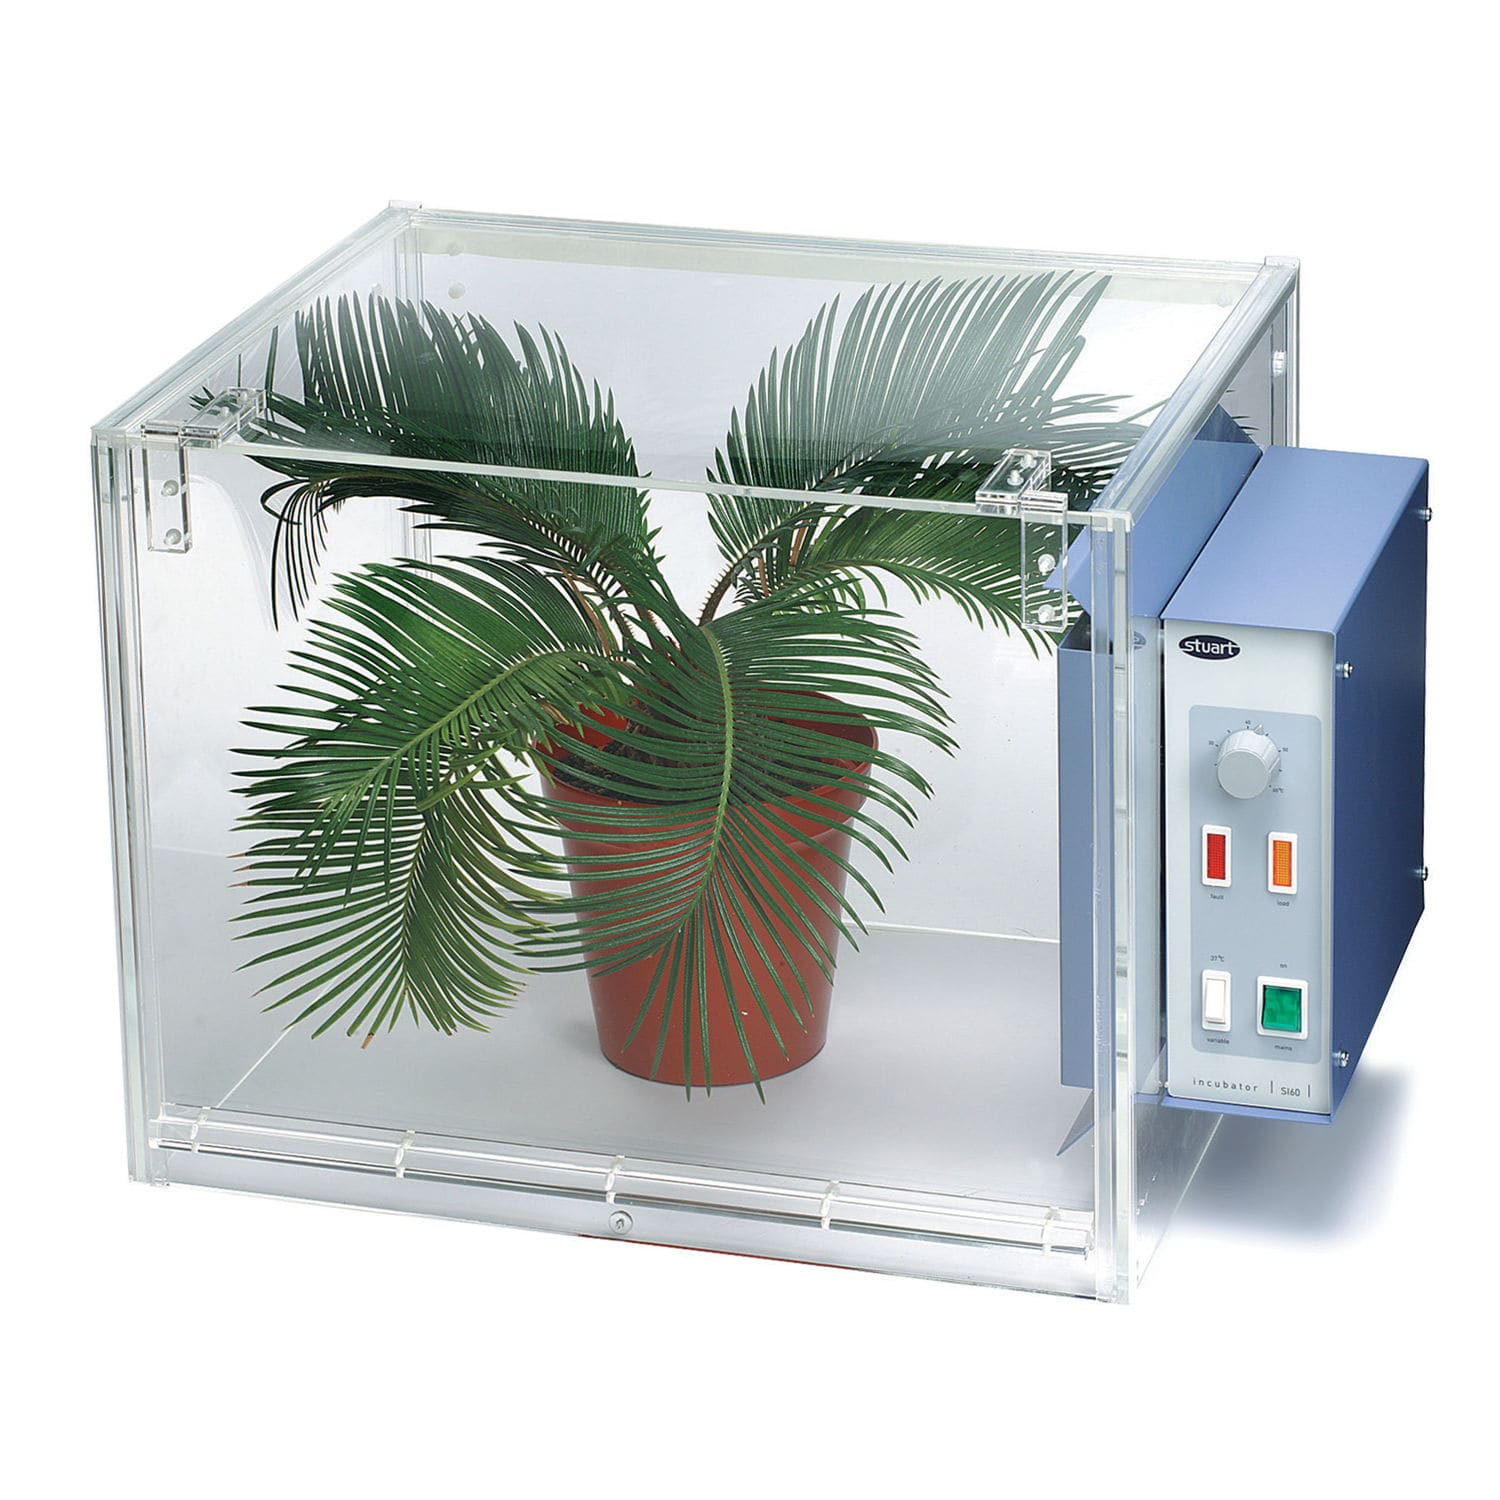 stuart
40
30
50
60°C
fault
load
37°C
on
variable
mains
incubator | SI60 |